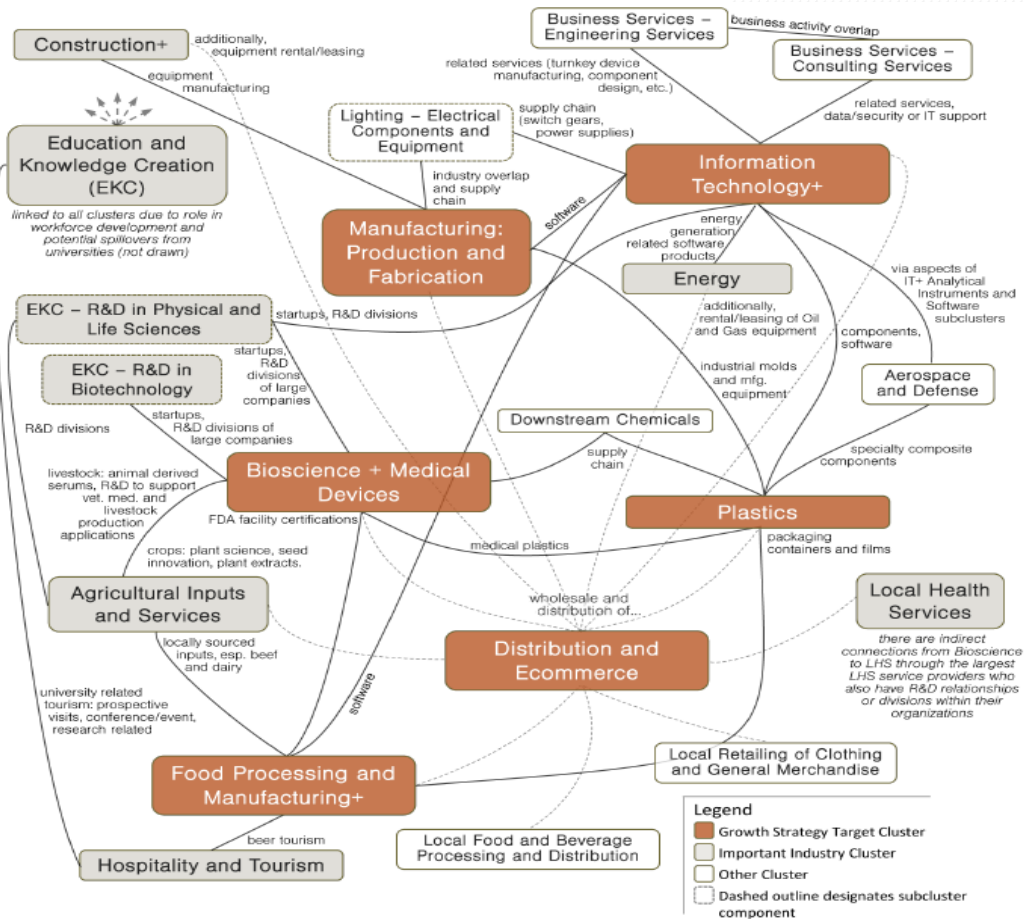 Construction+
additionally,
equipment rental/leasing
equipment
manufacturing
Business Services –
Engineering Services
business activity overlap
Business Services –
Consulting Services
related services (turnkey device
manufacturing, component
design, etc.)
related services,
data/security or IT support
Lighting – Electrical
Components and
Equipment
supply chain
(switch gears,
power supplies)
Education and
Knowledge Creation
(EKC)
linked to all clusters due to role in
workforce development and
potential spillovers from
universities (not drawn)
industry overlap
and supply
chain
Information
Technology+
Manufacturing:
Production and
Fabrication
software
energy
generation
related software
products
Energy
additionally,
rental/leasing of Oil
and Gas equipment
via aspects of
IT+ Analytical
Instruments and
Software
subclusters
EKC – R&D in Physical and
Life Sciences
startups, R&D divisions
startups,
R&D
divisions
of large
companies
components,
software
EKC – R&D in
Biotechnology
industrial molds
and mfg.
equipment
Aerospace
and Defense
R&D divisions
startups,
R&D divisions of
large companies
Downstream Chemicals
supply
chain
specialty composite
components
livestock: animal derived
serums, R&D to support
vet. med. and
livestock
production
applications
Bioscience + Medical
Devices
FDA facility certifications
Plastics
medical plastics
packaging
containers and films
crops: plant science, seed
innovation, plant extracts.
Agricultural Inputs
and Services
wholesale and
distribution of...
Local Health
Services
there are indirect
connections from Bioscience
to LHS through the largest
LHS service providers who
also have R&D relationships
or divisions within their
organizations
locally sourced
inputs, esp. beef
and dairy
Distribution and
Ecommerce
university related
tourism: prospective
visits, conference/event,
research related
software
Food Processing and
Manufacturing+
Local Retailing of Clothing
and General Merchandise
beer tourism
Hospitality and Tourism
Local Food and Beverage
Processing and Distribution
Legend
Growth Strategy Target Cluster
Important Industry Cluster
Other Cluster
Dashed outline designates subcluster
component